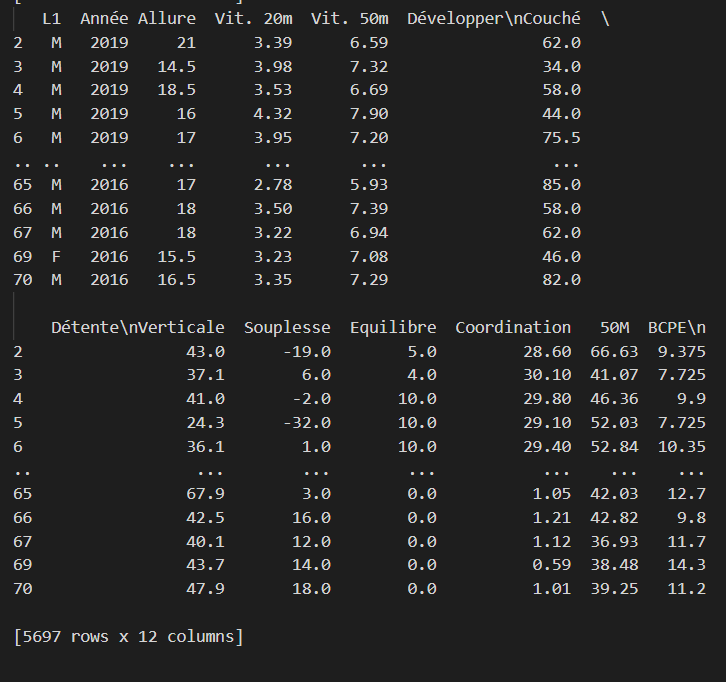 L1 Année Allure Vit. 20m Vit. 50m Développer\nCouché \
2 M 2019 21 3.39 6.59 62.0
3 M 2019 14.5 3.98 7.32 34.0
4 M 2019 18.5 3.53 6.69 58.0
5 M 2019 16 4.32 7.90 44.0
6 M 2019 17 3.95 7.20 75.5
.. .. ... ... ... ... ...
65 M 2016 17 2.78 5.93 85.0
66 M 2016 18 3.50 7.39 58.0
67 M 2016 18 3.22 6.94 62.0
69 F 2016 15.5 3.23 7.08 46.0
70 M 2016 16.5 3.35 7.29 82.0
Détente\nVerticale Souplesse Equilibre Coordination 50M BCPE\n
2 43.0 -19.0 5.0 28.60 66.63 9.375
3 37.1 6.0 4.0 30.10 41.07 7.725
4 41.0 -2.0 10.0 29.80 46.36 9.9
5 24.3 -32.0 10.0 29.10 52.03 7.725
6 36.1 1.0 10.0 29.40 52.84 10.35
.. ... ... ... ... ... ...
65 67.9 3.0 0.0 1.05 42.03 12.7
66 42.5 16.0 0.0 1.21 42.82 9.8
67 40.1 12.0 0.0 1.12 36.93 11.7
69 43.7 14.0 0.0 0.59 38.48 14.3
70 47.9 18.0 0.0 1.01 39.25 11.2
[5697 rows x 12 columns]